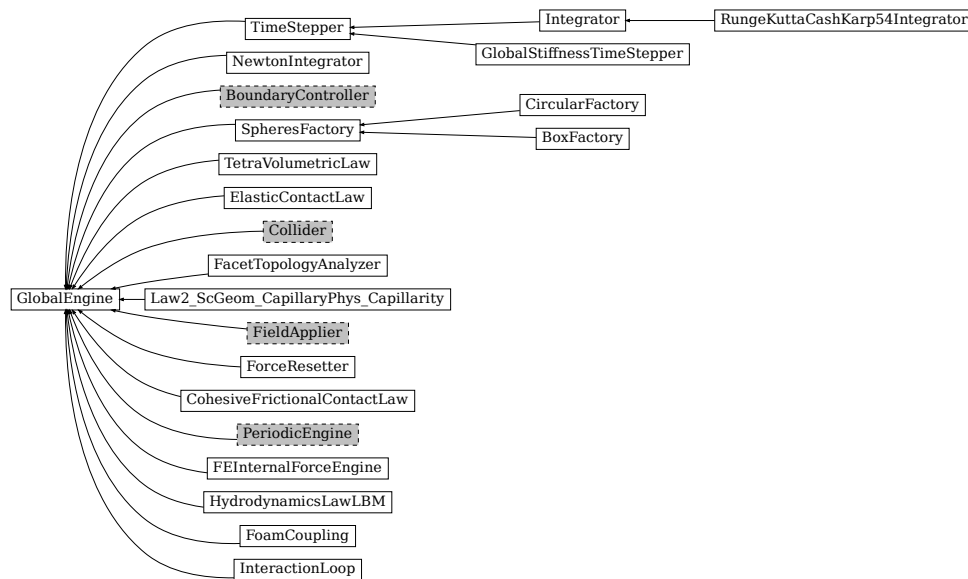 TimeStepper
Integrator
RungeKuttaCashKarp54Integrator
GlobalStiffnessTimeStepper
NewtonIntegrator
BoundaryController
SpheresFactory
CircularFactory
BoxFactory
TetraVolumetricLaw
ElasticContactLaw
Collider
FacetTopologyAnalyzer
GlobalEngine
Law2_ScGeom_CapillaryPhys_Capillarity
FieldApplier
ForceResetter
CohesiveFrictionalContactLaw
PeriodicEngine
FEInternalForceEngine
HydrodynamicsLawLBM
FoamCoupling
InteractionLoop